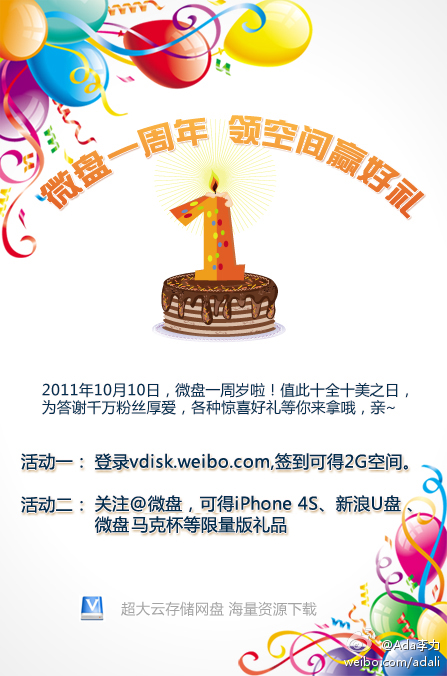 微盘一周年 领空间赢好礼
1
2011年10月10日，微盘一周岁啦！值此十全十美之日，
为答谢千万粉丝厚爱，各种惊喜好礼等你来拿哦，亲~
活动一： 登录vdisk.weibo.com,签到可得2G空间。
活动二： 关注@微盘，可得iPhone 4S、新浪U盘、
微盘马克杯等限量版礼品
V 超大云存储网盘 海量资源下载
@Ada李力
weibo.com/adali